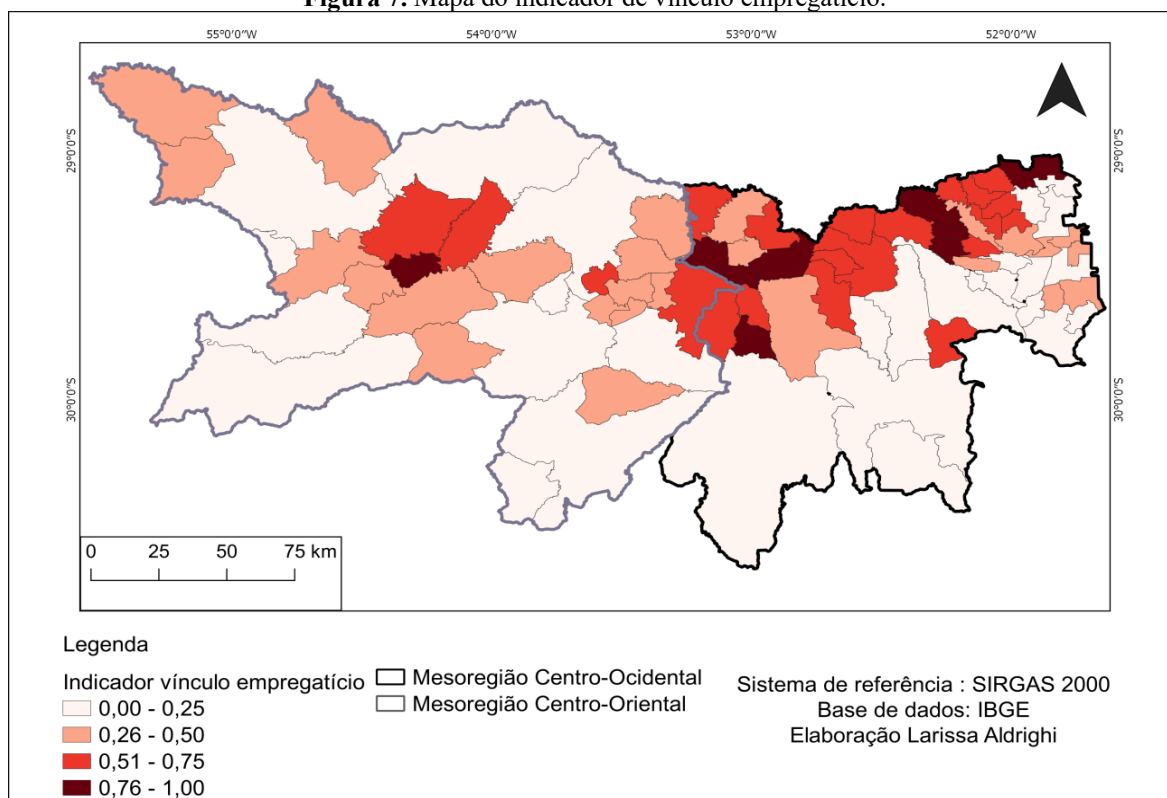 Figura 7. Mapa do indicador de vínculo empregatício.
55°0'0"W 54°0'0"W 53°0'0"W 52°0'0"W
29°0'0"S 29°0'0"S
30°0'0"S 30°0'0"S
0 25 50 75 km
Legenda
Indicador vínculo empregatício
0,00 - 0,25
0,26 - 0,50
0,51 - 0,75
0,76 - 1,00
Mesoregião Centro-Ocidental
Mesoregião Centro-Oriental
Sistema de referência : SIRGAS 2000
Base de dados: IBGE
Elaboração Larissa Aldrighi